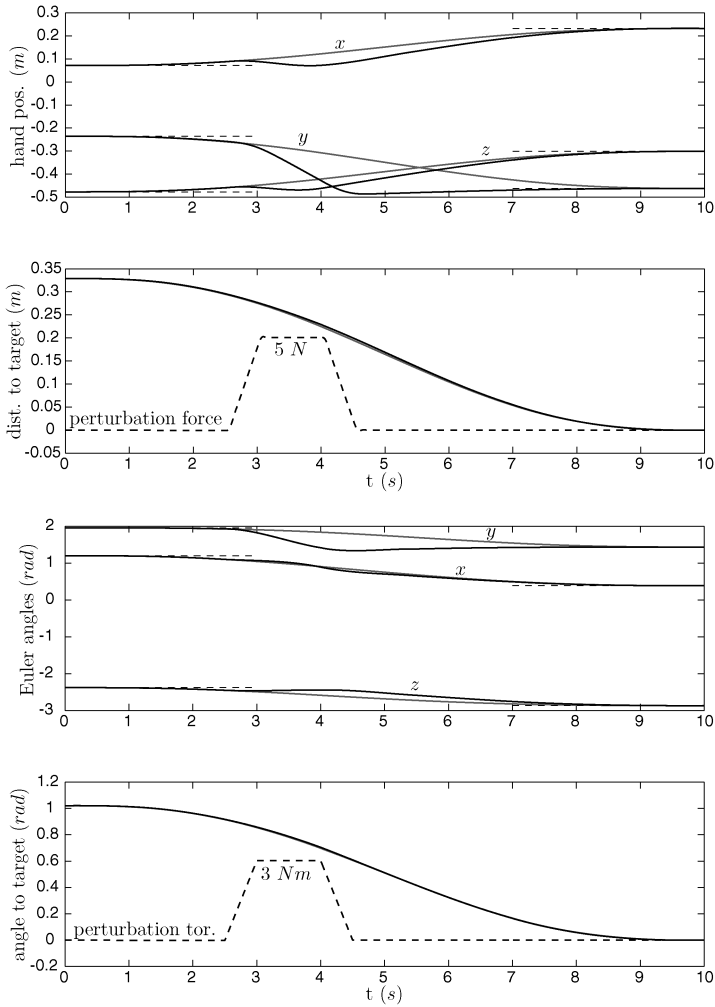 hand pos. (m)
0.3
0.2
0.1
0
-0.1
-0.2
-0.3
-0.4
-0.5
x
y
z
0 1 2 3 4 5 6 7 8 9 10
dist. to target (m)
0.35
0.3
0.25
0.2
0.15
0.1
0.05
0
-0.05
5 N
perturbation force
0 1 2 3 4 5 6 7 8 9 10
t (s)
Euler angles (rad)
2
1
0
-1
-2
-3
y
x
z
0 1 2 3 4 5 6 7 8 9 10
angle to target (rad)
1.2
1
0.8
0.6
0.4
0.2
0
-0.2
3 Nm
perturbation tor.
0 1 2 3 4 5 6 7 8 9 10
t (s)